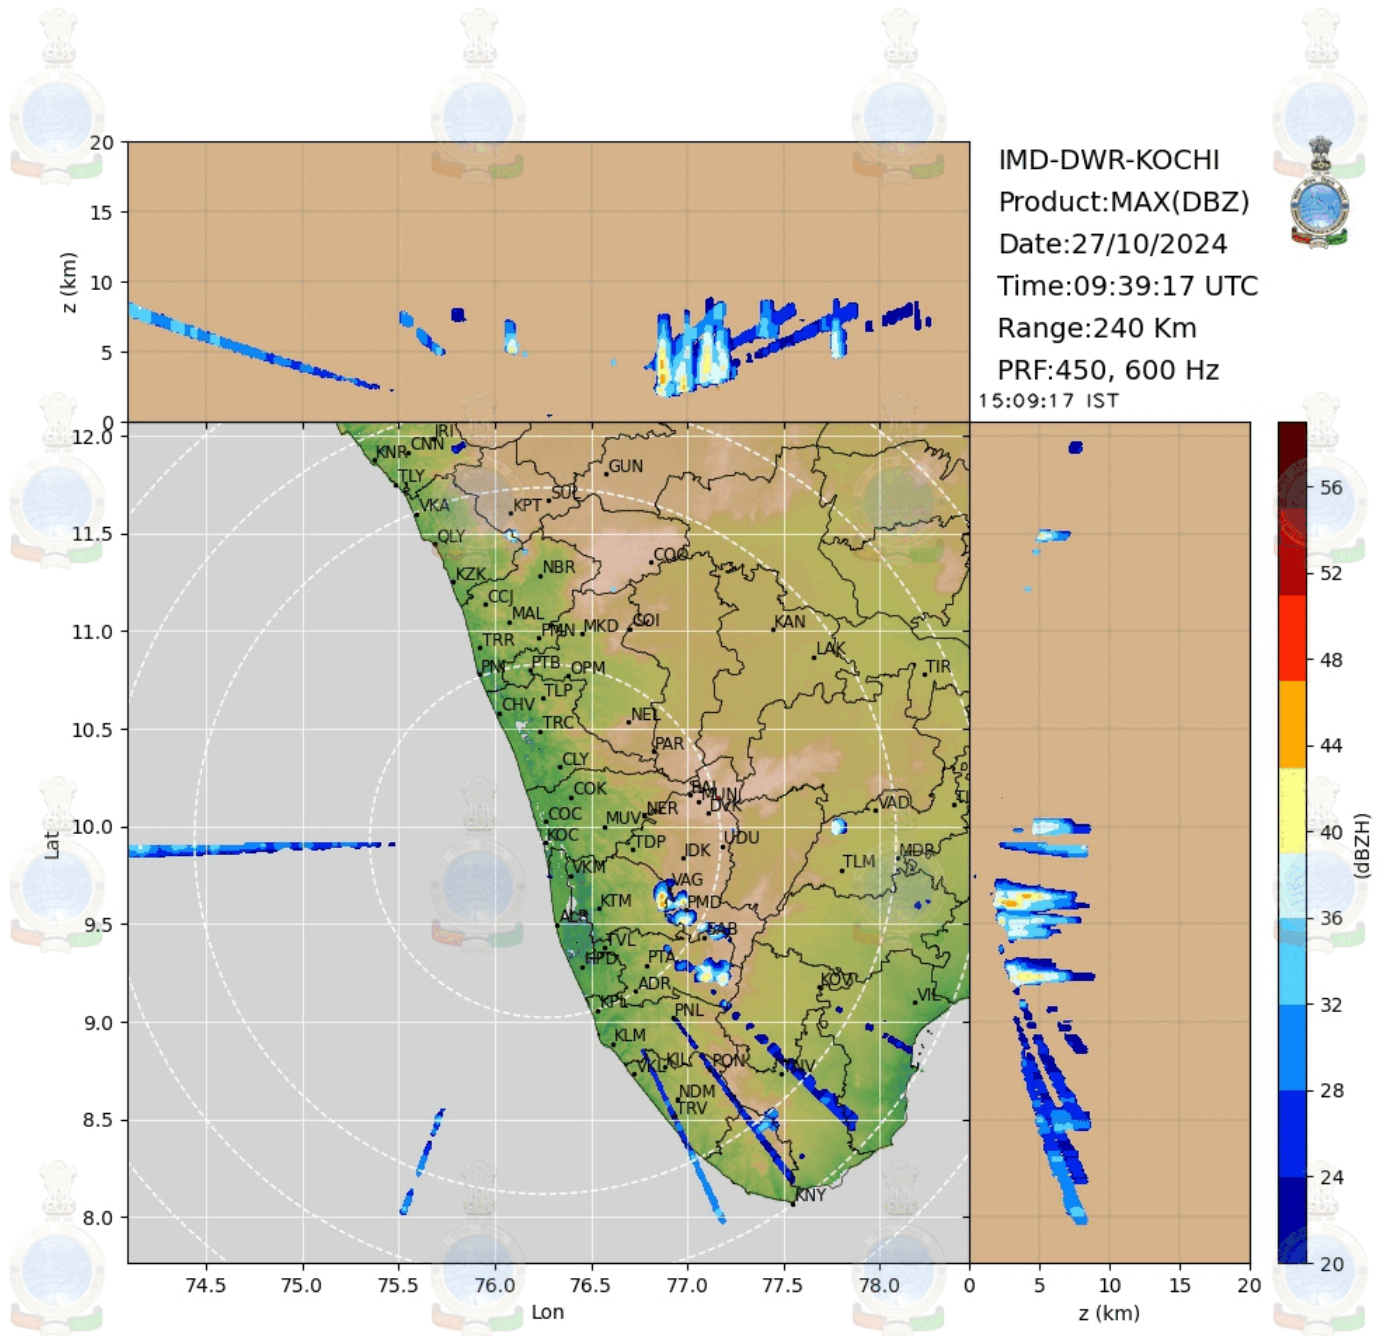 IMD-DWR-KOCHI
Product:MAX(DBZ)
Date:27/10/2024
Time:09:39:17 UTC
Range:240 Km
PRF:450, 600 Hz
15:09:17 IST
20
15
10
5
0
z (km)
12.0
11.5
11.0
10.5
10.0
9.5
9.0
8.5
8.0
Lat
IRI
CNN
KNR
TLY
VKA
QLY
KZK
CCJ
MAL
TRR
PMN
MKD
GUN
KPT
NBR
COO
COI
KAN
LAK
TIR
PTB
OPM
TLP
CHV
TRC
NEL
PAR
CLY
COK
COC
KOC
MUV
NER
MUN
DVK
VAD
TDP
UDU
IDK
TLM
MDR
VKM
VAG
KTM
PMD
ALP
TVL
HPD
PTA
ADR
KOV
VIL
KPL
PNL
KLM
VKL
KIL
PON
NDM
TRV
KNY
74.5
75.0
75.5
76.0
76.5
77.0
77.5
78.0
Lon
0
5
10
15
20
z (km)
56
52
48
44
40
36
32
28
24
20
(dBZH)